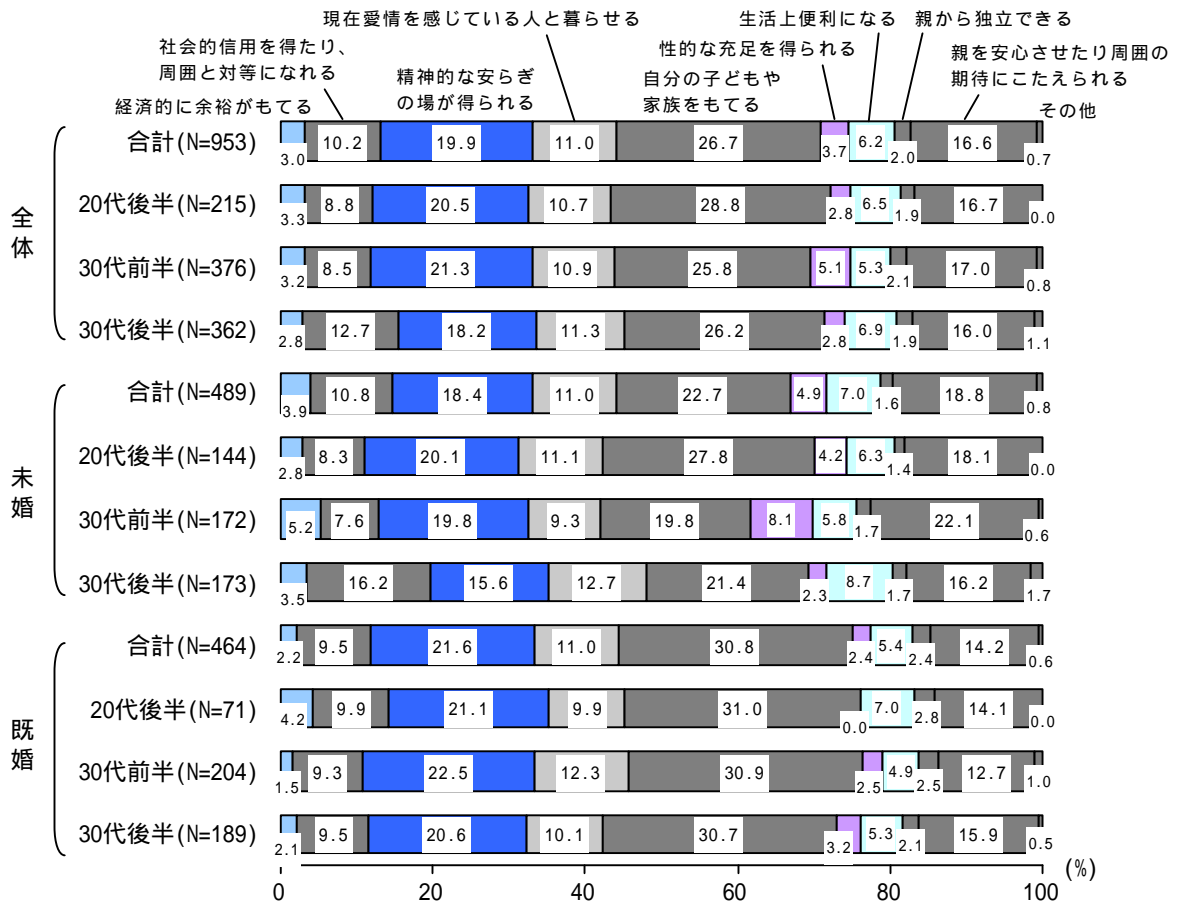 現在愛情を感じている人と暮らせる
生活上便利になる
親から独立できる
社会的信用を得たり、
周囲と対等になれる
性的な充足を得られる
親を安心させたり周囲の
期待にこたえられる
精神的な安らぎ
の場が得られる
自分の子どもや
家族をもてる
経済的に余裕がもてる
その他
全体
合計(N=953)
3.0 10.2 19.9 11.0 26.7 3.7 6.2 2.0 16.6 0.7
20代後半(N=215)
3.3 8.8 20.5 10.7 28.8 2.8 6.5 1.9 16.7 0.0
30代前半(N=376)
3.2 8.5 21.3 10.9 25.8 5.1 5.3 2.1 17.0 0.8
30代後半(N=362)
2.8 12.7 18.2 11.3 26.2 2.8 6.9 1.9 16.0 1.1
未婚
合計(N=489)
3.9 10.8 18.4 11.0 22.7 4.9 7.0 1.6 18.8 0.8
20代後半(N=144)
2.8 8.3 20.1 11.1 27.8 4.2 6.3 1.4 18.1 0.0
30代前半(N=172)
5.2 7.6 19.8 9.3 19.8 8.1 5.8 1.7 22.1 0.6
30代後半(N=173)
3.5 16.2 15.6 12.7 21.4 2.3 8.7 1.7 16.2 1.7
既婚
合計(N=464)
2.2 9.5 21.6 11.0 30.8 2.4 5.4 2.4 14.2 0.6
20代後半(N=71)
4.2 9.9 21.1 9.9 31.0 0.0 7.0 2.8 14.1 0.0
30代前半(N=204)
1.5 9.3 22.5 12.3 30.9 2.5 4.9 2.5 12.7 1.0
30代後半(N=189)
2.1 9.5 20.6 10.1 30.7 3.2 5.3 2.1 15.9 0.5
0 20 40 60 80 100 (%)